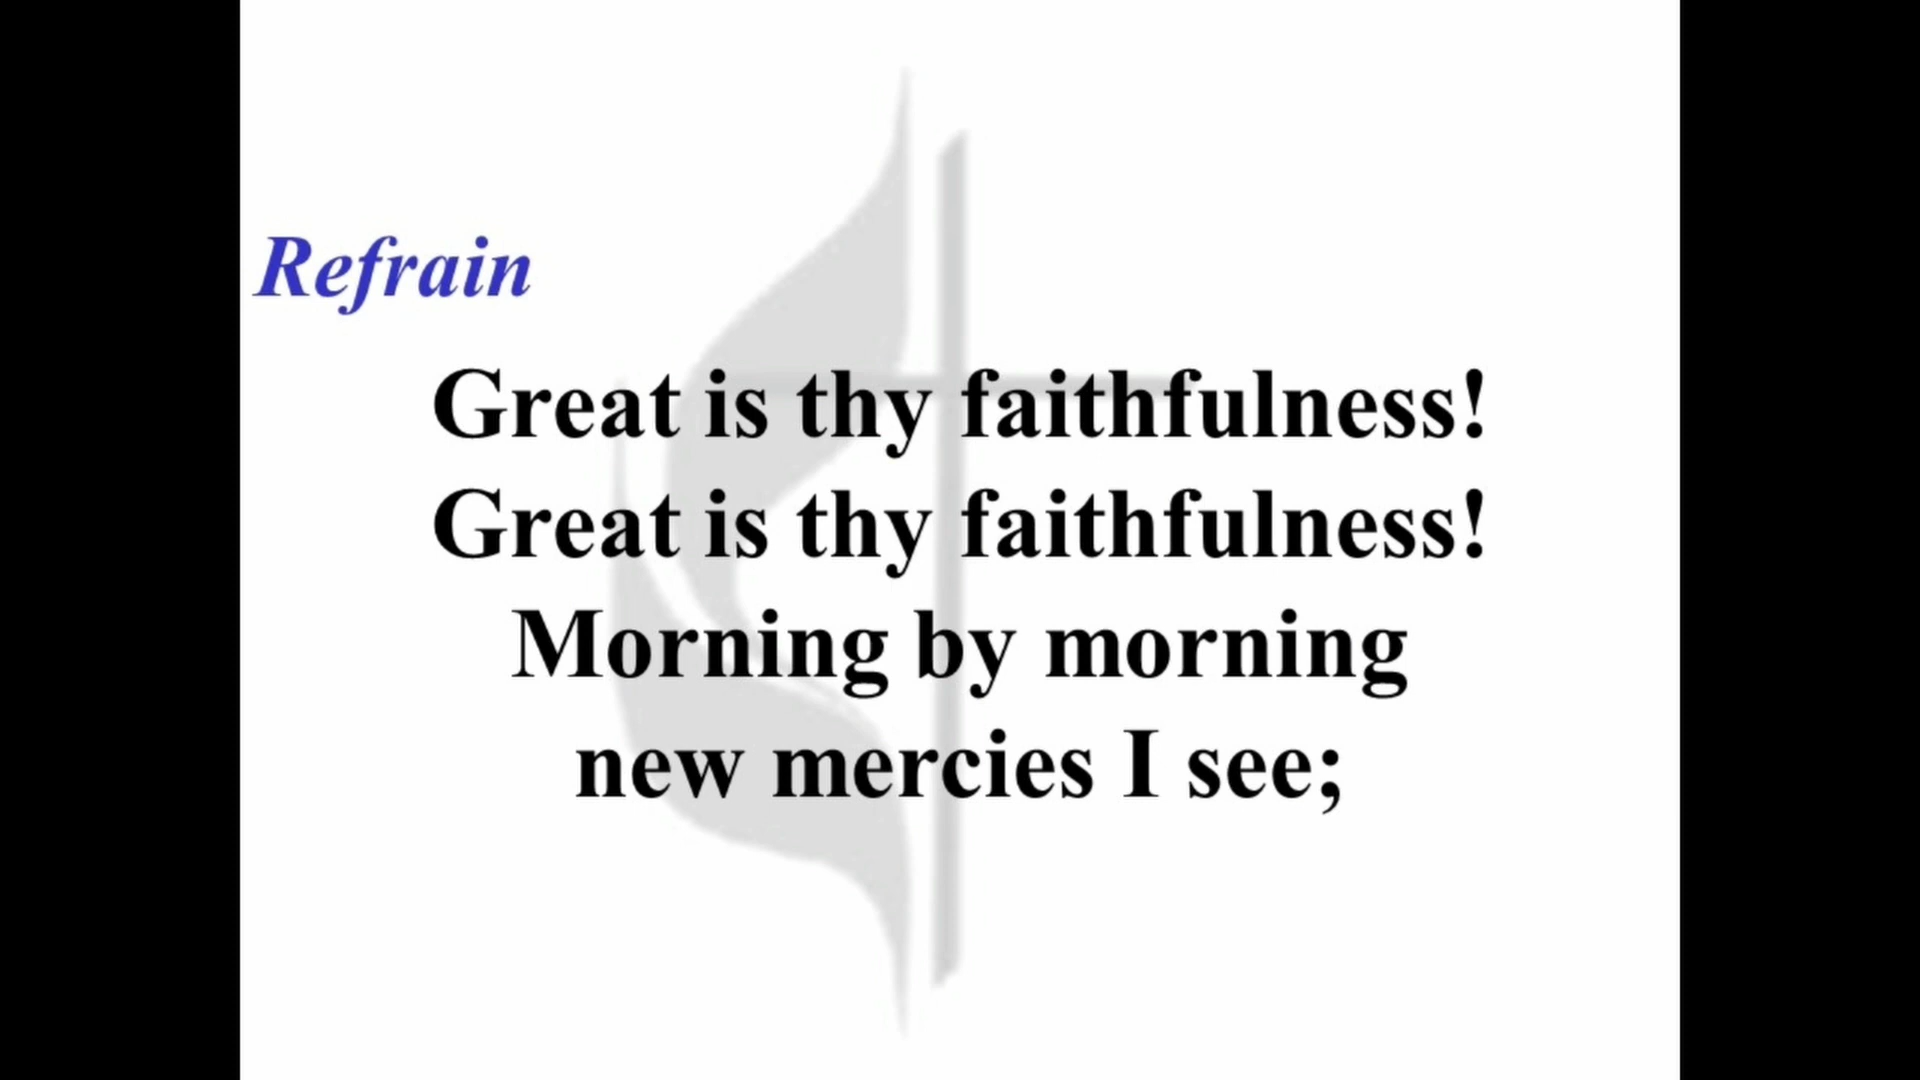 Refrain
Great is thy faithfulness!
Great is thy faithfulness!
Morning by morning
new mercies I see;